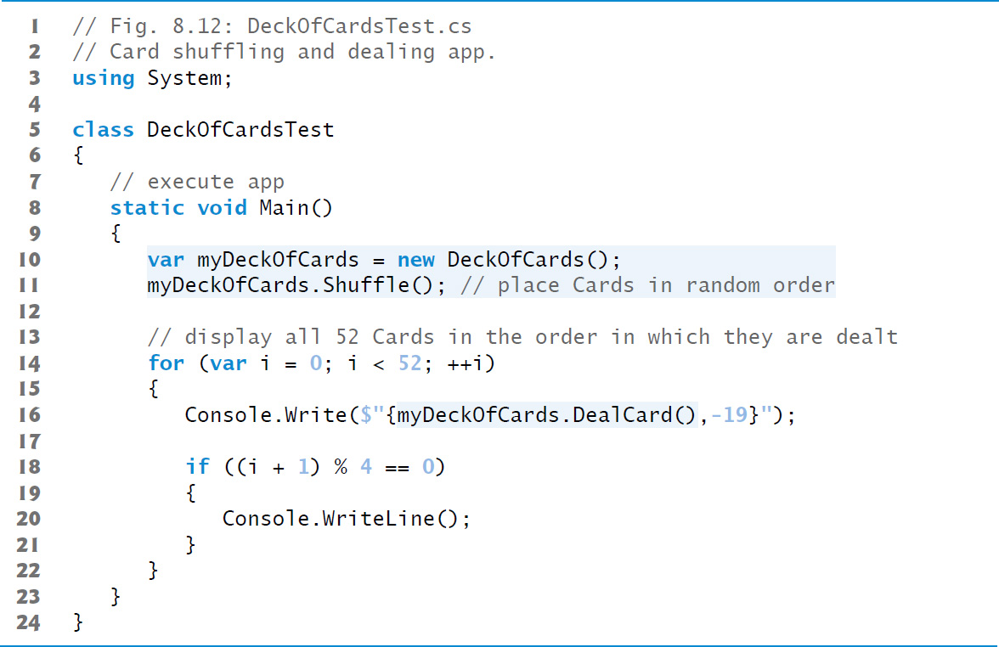 1 // Fig. 8.12: DeckOfCardsTest.cs
2 // Card shuffling and dealing app.
3 using System;
4
5 class DeckOfCardsTest
6 {
7    // execute app
8    static void Main()
9    {
10       var myDeckOfCards = new DeckOfCards();
11       myDeckOfCards.Shuffle(); // place Cards in random order
12
13       // display all 52 Cards in the order in which they are dealt
14       for (var i = 0; i < 52; ++i)
15       {
16          Console.Write($"{myDeckOfCards.DealCard(),-19}");
17
18          if ((i + 1) % 4 == 0)
19          {
20             Console.WriteLine();
21          }
22       }
23    }
24 }